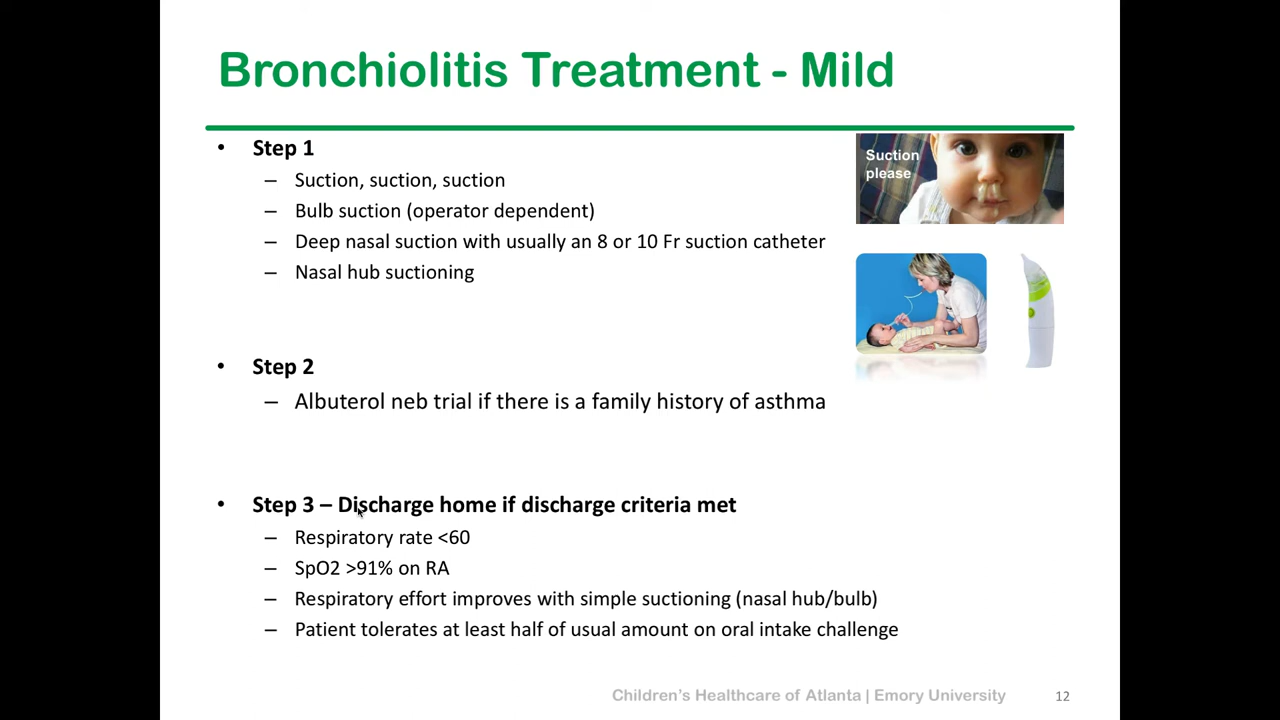 Bronchiolitis Treatment - Mild
• Step 1
– Suction, suction, suction
– Bulb suction (operator dependent)
– Deep nasal suction with usually an 8 or 10 Fr suction catheter
– Nasal hub suctioning
Suction
please
• Step 2
– Albuterol neb trial if there is a family history of asthma
• Step 3 – Discharge home if discharge criteria met
– Respiratory rate <60
– SpO2 >91% on RA
– Respiratory effort improves with simple suctioning (nasal hub/bulb)
– Patient tolerates at least half of usual amount on oral intake challenge
Children's Healthcare of Atlanta | Emory University
12